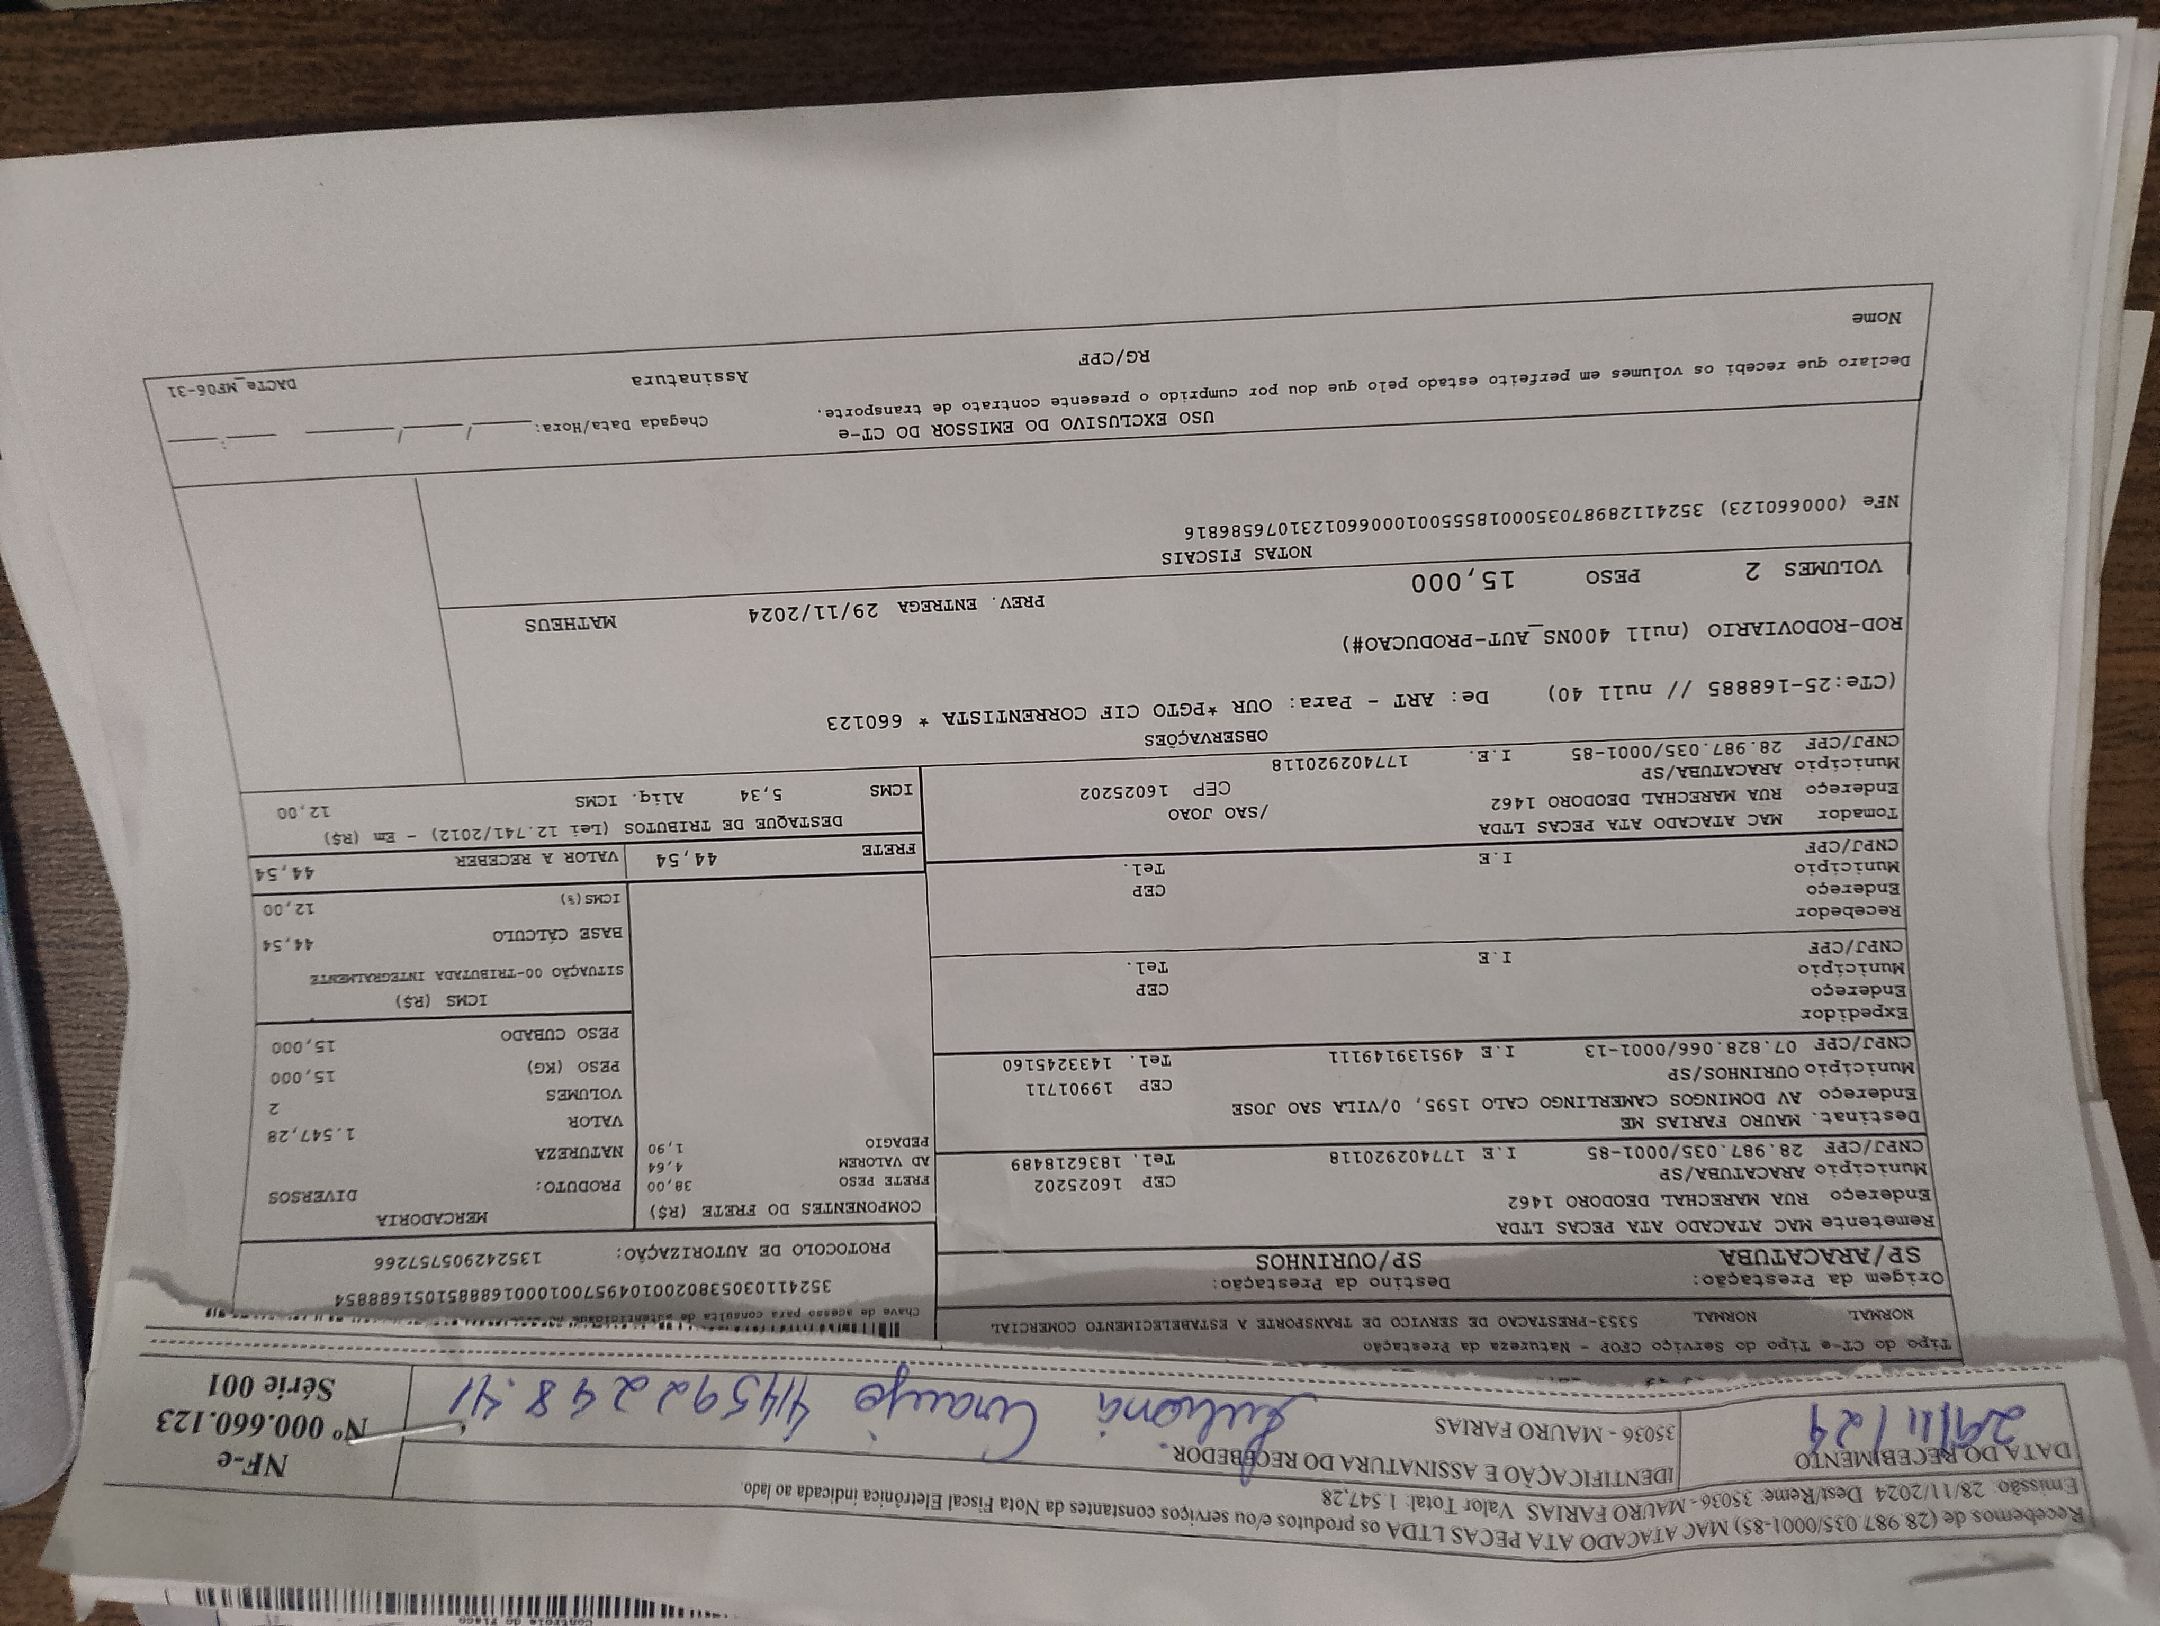 Controle do Fisco
Recebemos de (28.987.035/0001-85) MAC ATACADO ATA PECAS LTDA os produtos e/ou serviços constantes da Nota Fiscal Eletrônica indicada ao lado.
Emissão: 28/11/2024 Dest/Reme: 35036 - MAURO FARIAS Valor Total: 1.547,28
DATA DO RECEBIMENTO
29/11/24
IDENTIFICAÇÃO E ASSINATURA DO RECEBEDOR
35036 - MAURO FARIAS
Araujo
NF-e
Nº 000.660.123
Série 001
Tipo do CT-e Tipo do Serviço CFOP - Natureza da Prestação
NORMAL NORMAL 5353-PRESTACAO DE SERVICO DE TRANSPORTE A ESTABELECIMENTO COMERCIAL
Origem da Prestação: Destino da Prestação:
SP/ARACATUBA SP/OURINHOS
Chave de acesso para consulta de autenticidade
PROTOCOLO DE AUTORIZAÇÃO: 135242905757266
Remetente MAC ATACADO ATA PECAS LTDA
Endereço RUA MARECHAL DEODORO 1462
Município ARACATUBA/SP CEP 16025202
CNPJ/CPF 28.987.035/0001-85 I.E 177402920118 Tel. 1836218489
Destinat. MAURO FARIAS ME
Endereço AV DOMINGOS CAMERLINGO CALO 1595, 0/VILA SAO JOSE
Município OURINHOS/SP CEP 19901711
CNPJ/CPF 07.828.066/0001-13 I.E 495139149111 Tel. 1433245160
Expedidor
Endereço CEP
Município Tel.
CNPJ/CPF I.E
Recebedor
Endereço CEP
Município Tel.
CNPJ/CPF I.E
Tomador MAC ATACADO ATA PECAS LTDA
Endereço RUA MARECHAL DEODORO 1462 /SAO JOAO
Município ARACATUBA/SP CEP 16025202
CNPJ/CPF 28.987.035/0001-85 I.E. 177402920118
COMPONENTES DO FRETE (R$)
FRETE PESO 38,00
AD VALOREM 4,64
PEDAGIO 1,90
MERCADORIA
PRODUTO: DIVERSOS
NATUREZA
VALOR 1.547,28
VOLUMES 2
PESO (KG) 15,000
PESO CUBADO 15,000
ICMS (R$)
SITUAÇÃO 00-TRIBUTADA INTEGRALMENTE
BASE CÁLCULO 44,54
ICMS(%) 12,00
FRETE 44,54 VALOR A RECEBER 44,54
DESTAQUE DE TRIBUTOS (Lei 12.741/2012) - Em (R$)
ICMS 5,34 Aliq. ICMS 12,00
OBSERVAÇÕES
(CTe:25-168885 // null 40) De: ART - Para: OUR *PGTO CIF CORRENTISTA * 660123
ROD-RODOVIARIO (null 400NS_AUT-PRODUCAO#)
PREV. ENTREGA 29/11/2024 MATHEUS
VOLUMES 2 PESO 15,000
NOTAS FISCAIS
NFe (000660123) 35241128987035000185550010006601231076586816
USO EXCLUSIVO DO EMISSOR DO CT-e
Declaro que recebi os volumes em perfeito estado pelo que dou por cumprido o presente contrato de transporte.
Chegada Data/Hora: ____/____/______ ___:___
Nome RG/CPF Assinatura DACTe_MF06-31